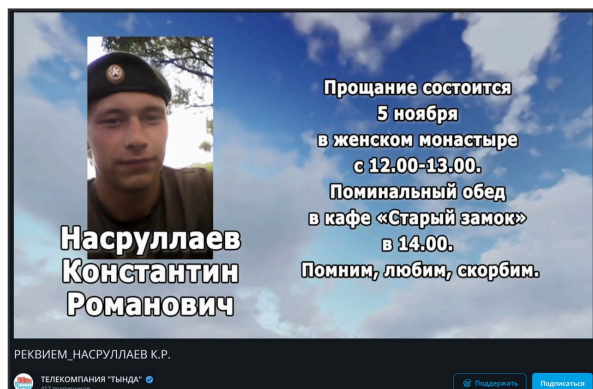 Насруллаев
Константин
Романович
Прощание состоится
5 ноября
в женском монастыре
с 12.00-13.00.
Поминальный обед
в кафе «Старый замок»
в 14.00.
Помним, любим, скорбим.
РЕКВИЕМ_НАСРУЛЛАЕВ К.Р.
ТЕЛЕКОМПАНИЯ "ТЫНДА"
Поддержать
Подписаться